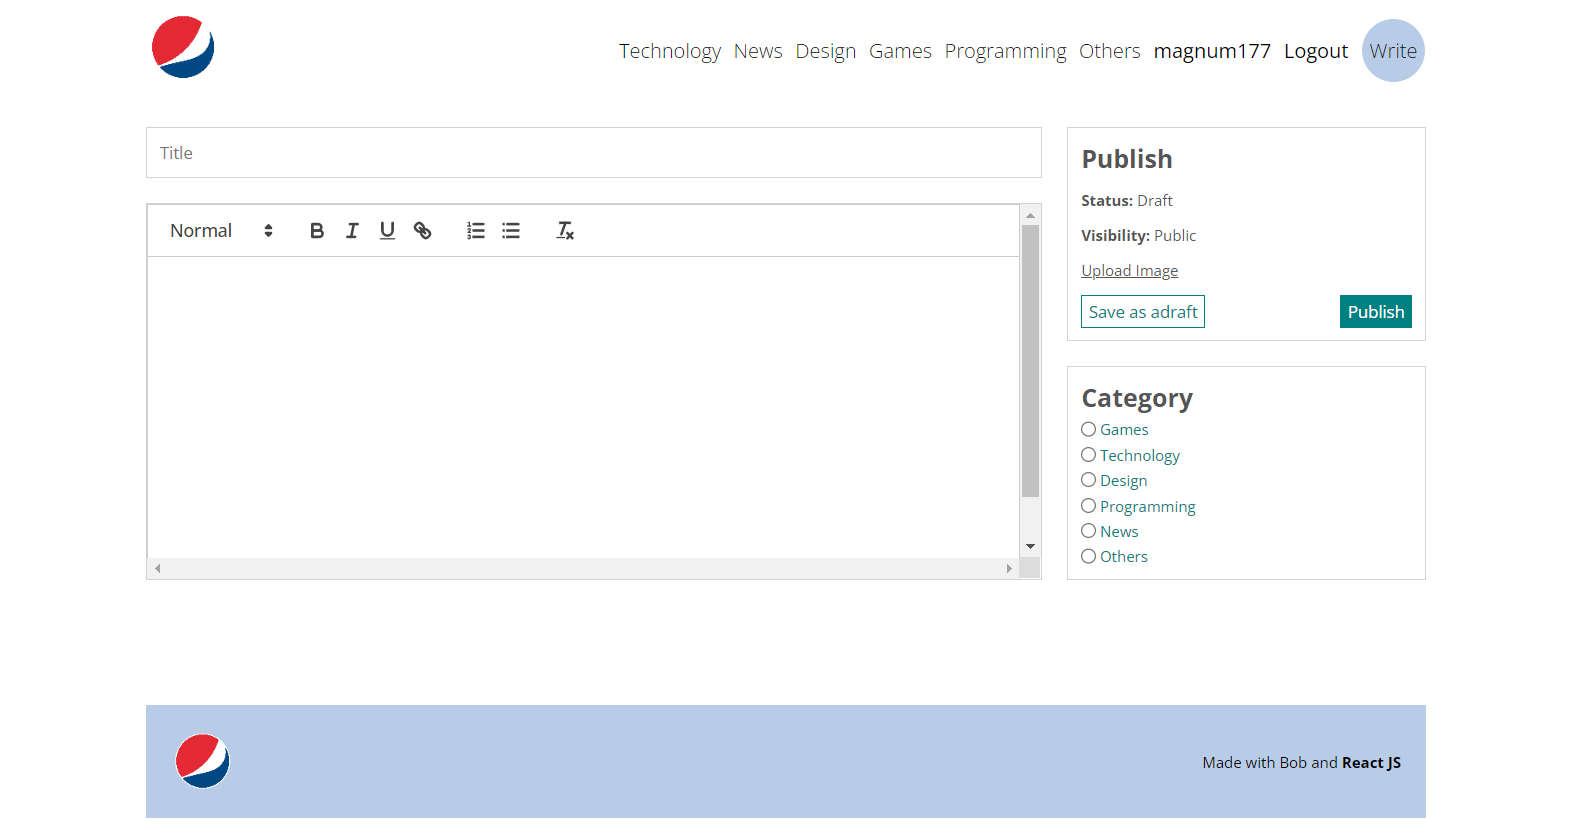 Technology News Design Games Programming Others magnum177 Logout Write
Title
Normal
Publish
Status: Draft
Visibility: Public
Upload Image
Save as adraft Publish
Category
Games
Technology
Design
Programming
News
Others
Made with Bob and React JS